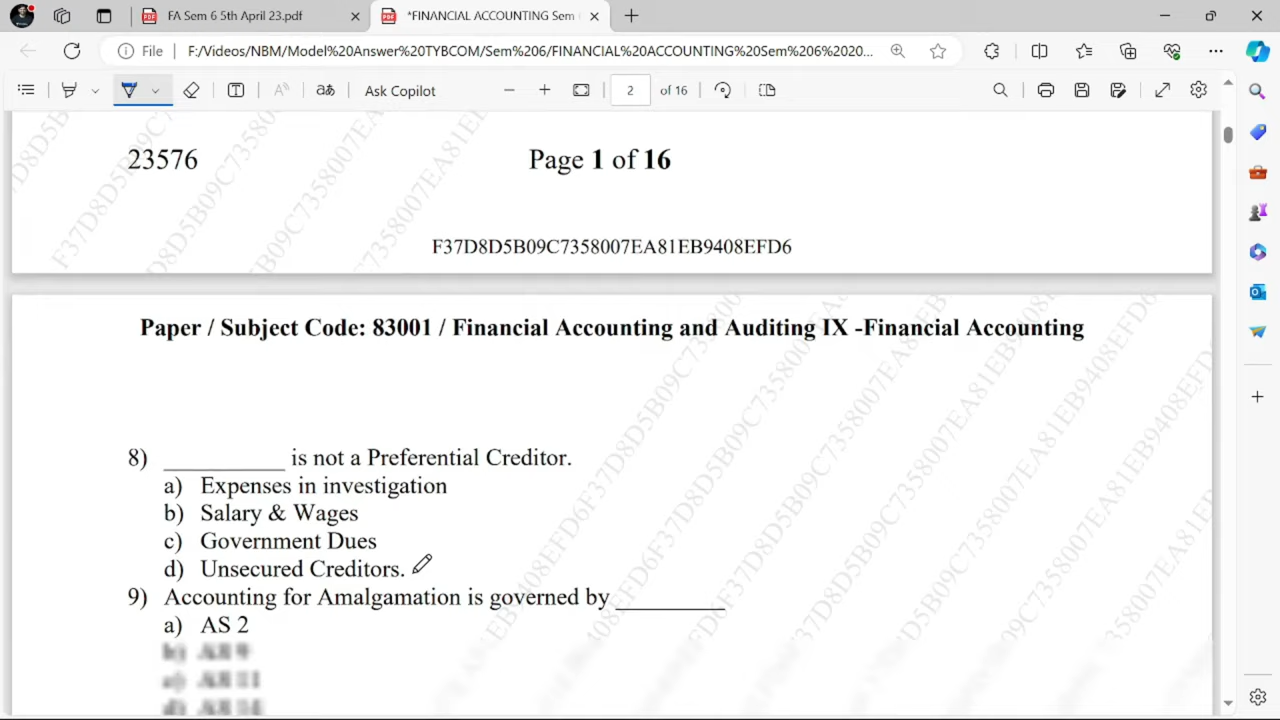 FA Sem 6 5th April 23.pdf
*FINANCIAL ACCOUNTING Sem
File
F:/Videos/NBM/Model%20Answer%20TYBCOM/Sem%206/FINANCIAL%20ACCOUNTING%20Sem%206%2020...
Ask Copilot
2 of 16
23576
Page 1 of 16
F37D8D5B09C7358007EA81EB9408EFD6
Paper / Subject Code: 83001 / Financial Accounting and Auditing IX -Financial Accounting
8) __________ is not a Preferential Creditor.
a) Expenses in investigation
b) Salary & Wages
c) Government Dues
d) Unsecured Creditors.
9) Accounting for Amalgamation is governed by _________
a) AS 2